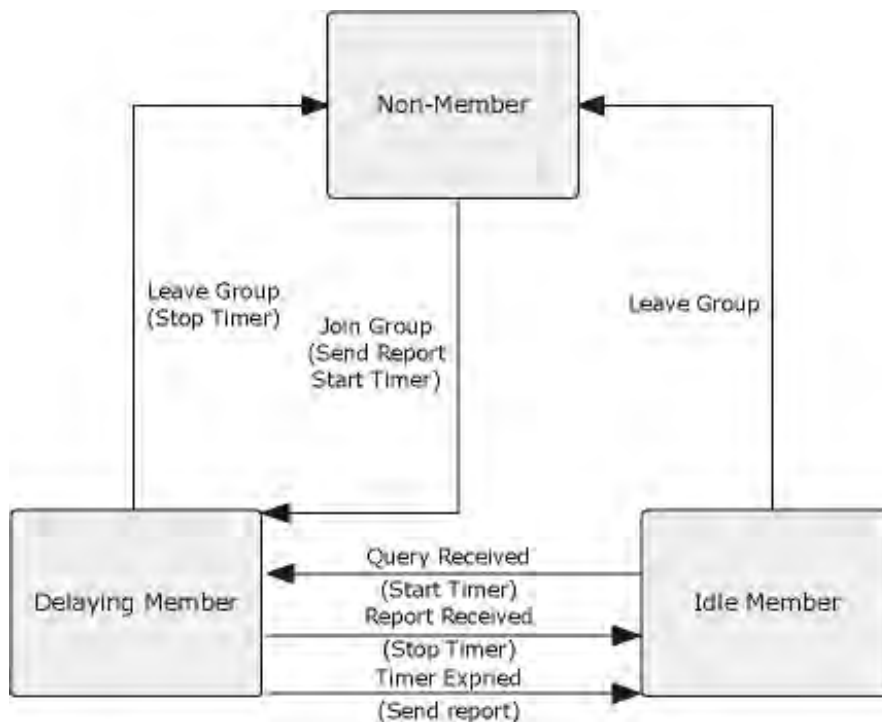 Non-Member
Leave Group
(Stop Timer)
Join Group
(Send Report
Start Timer)
Leave Group
Delaying Member
Query Received
(Start Timer)
Report Received
(Stop Timer)
Timer Expried
(Send report)
Idle Member